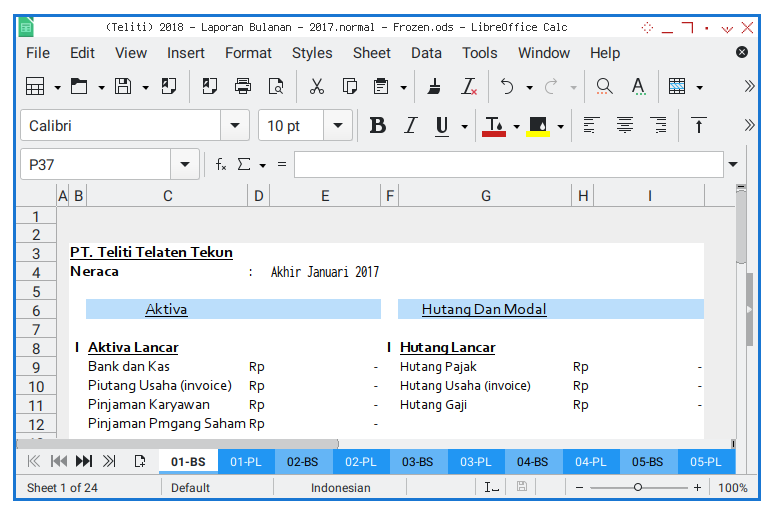 (Teliti) 2018 - Laporan Bulanan - 2017.normal - Frozen.ods - LibreOffice Calc
File Edit View Insert Format Styles Sheet Data Tools Window Help
Calibri 10 pt B I U
P37 fx Σ =
A B C D E F G H I
1
2
3 PT. Teliti Telaten Tekun
4 Neraca : Akhir Januari 2017
5
6 Aktiva Hutang Dan Modal
7
8 I Aktiva Lancar I Hutang Lancar
9 Bank dan Kas Rp - Hutang Pajak Rp -
10 Piutang Usaha (invoice) Rp - Hutang Usaha (invoice) Rp -
11 Pinjaman Karyawan Rp - Hutang Gaji Rp -
12 Pinjaman Pmgang Saham Rp -
01-BS 01-PL 02-BS 02-PL 03-BS 03-PL 04-BS 04-PL 05-BS 05-PL
Sheet 1 of 24 Default Indonesian 100%